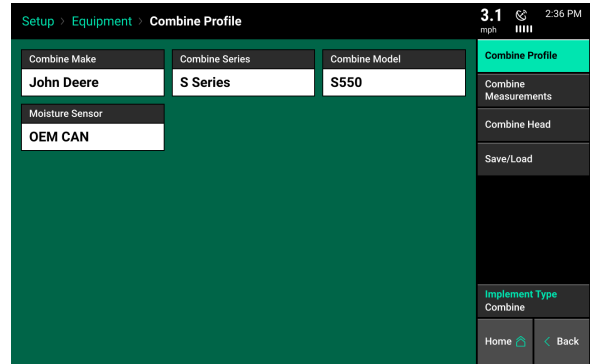 Setup > Equipment > Combine Profile
3.1 mph
2:36 PM
Combine Make
John Deere
Combine Series
S Series
Combine Model
S550
Moisture Sensor
OEM CAN
Combine Profile
Combine
Measurements
Combine Head
Save/Load
Implement Type
Combine
Home
< Back